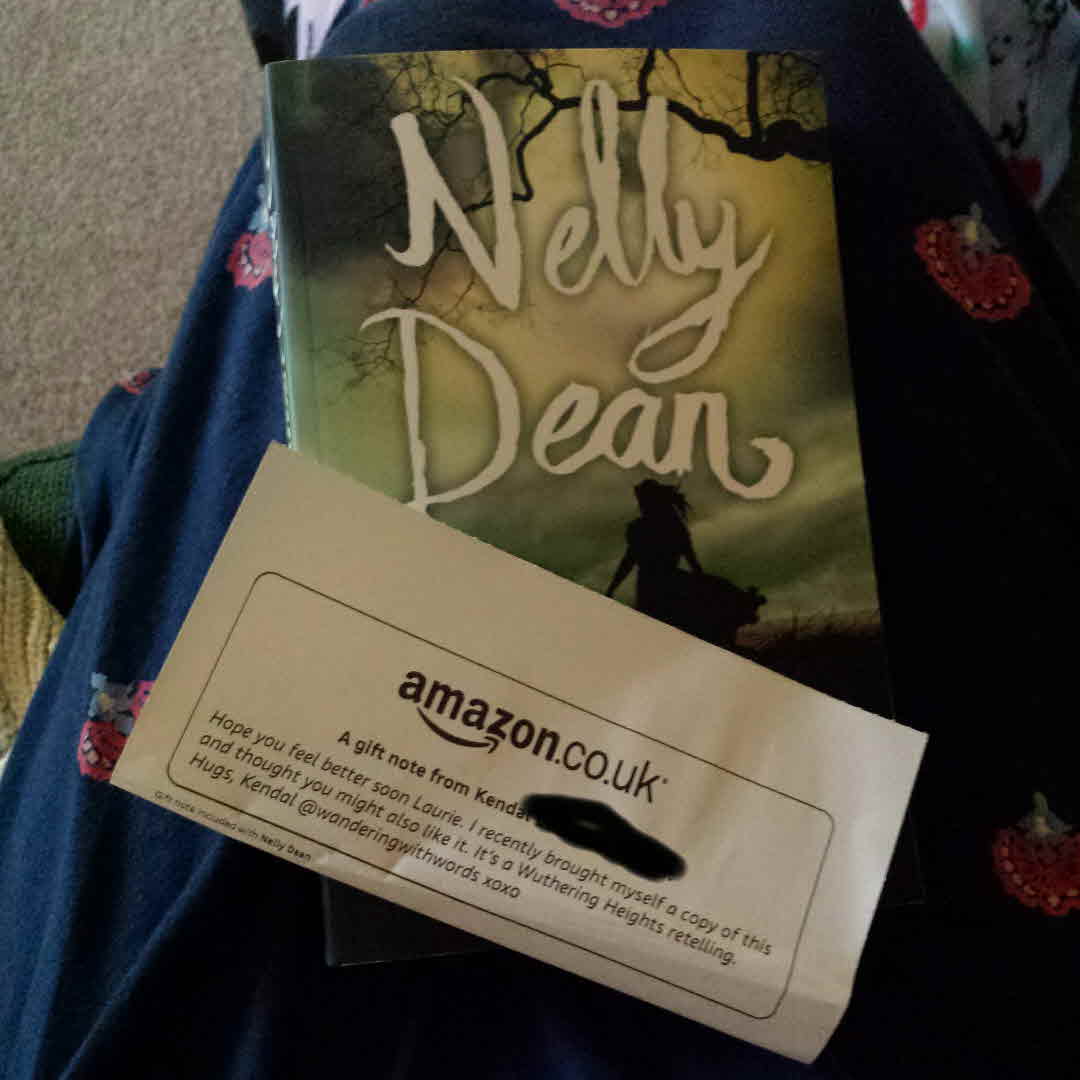 Nelly
Dean
amazon.co.uk
A gift note from Kendal
Hope you feel better soon Laurie. I recently brought myself a copy of this
and thought you might also like it. It's a Wuthering Heights retelling.
Hugs, Kendal @wanderingwithwords xoxo
Gift note included with Nelly Dean